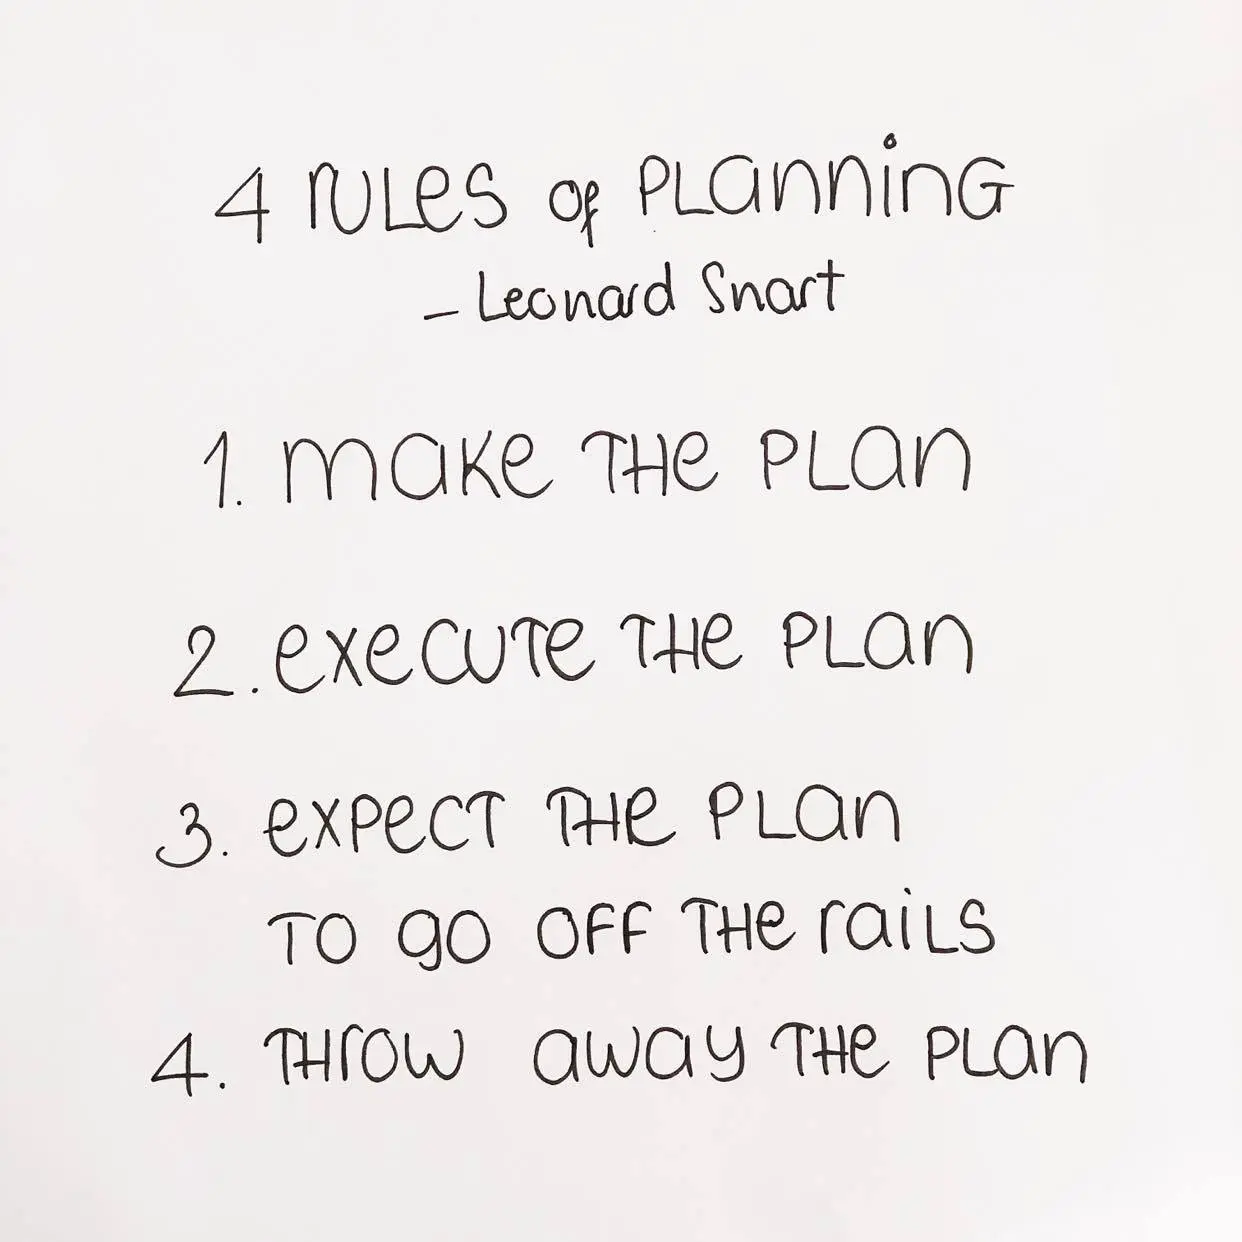 4 RULES of PLANNING
– Leonard Snart
1. MAKE THE PLAN
2. EXECUTE THE PLAN
3. EXPECT THE PLAN
TO GO OFF THE RAILS
4. THROW AWAY THE PLAN